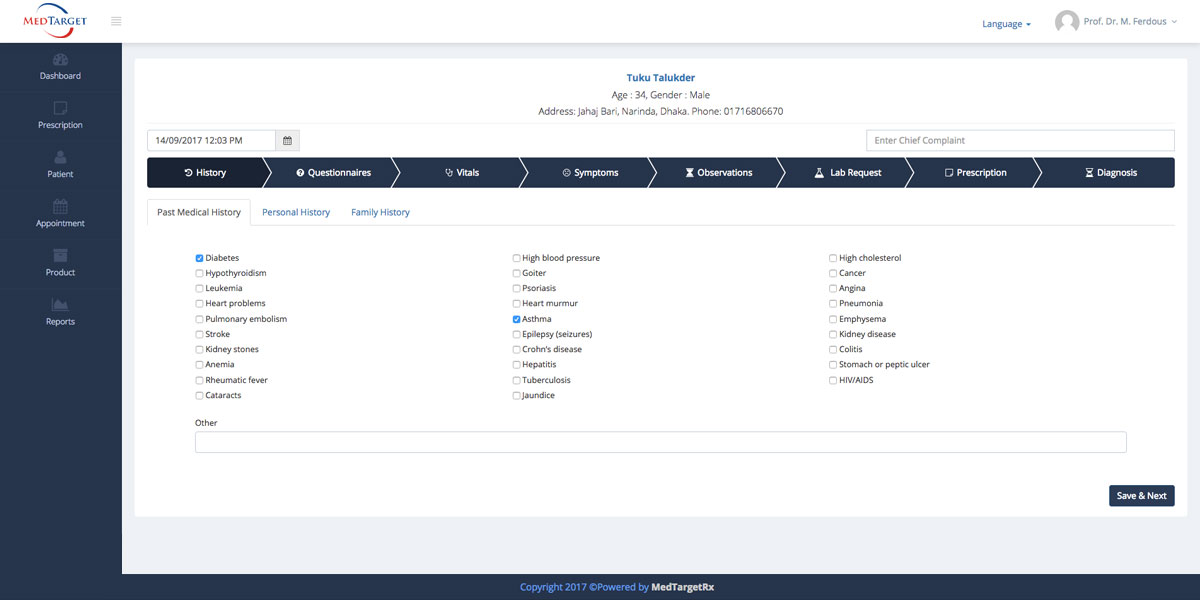 MEDTARGET
Language
Prof. Dr. M. Ferdous
Dashboard
Prescription
Patient
Appointment
Product
Reports
Tuku Talukder
Age : 34, Gender : Male
Address: Jahaj Bari, Narinda, Dhaka. Phone: 01716806670
14/09/2017 12:03 PM
Enter Chief Complaint
History Questionnaires Vitals Symptoms Observations Lab Request Prescription Diagnosis
Past Medical History Personal History Family History
Diabetes High blood pressure High cholesterol
Hypothyroidism Goiter Cancer
Leukemia Psoriasis Angina
Heart problems Heart murmur Pneumonia
Pulmonary embolism Asthma Emphysema
Stroke Epilepsy (seizures) Kidney disease
Kidney stones Crohn's disease Colitis
Anemia Hepatitis Stomach or peptic ulcer
Rheumatic fever Tuberculosis HIV/AIDS
Cataracts Jaundice
Other
Save & Next
Copyright 2017 ©Powered by MedTargetRx